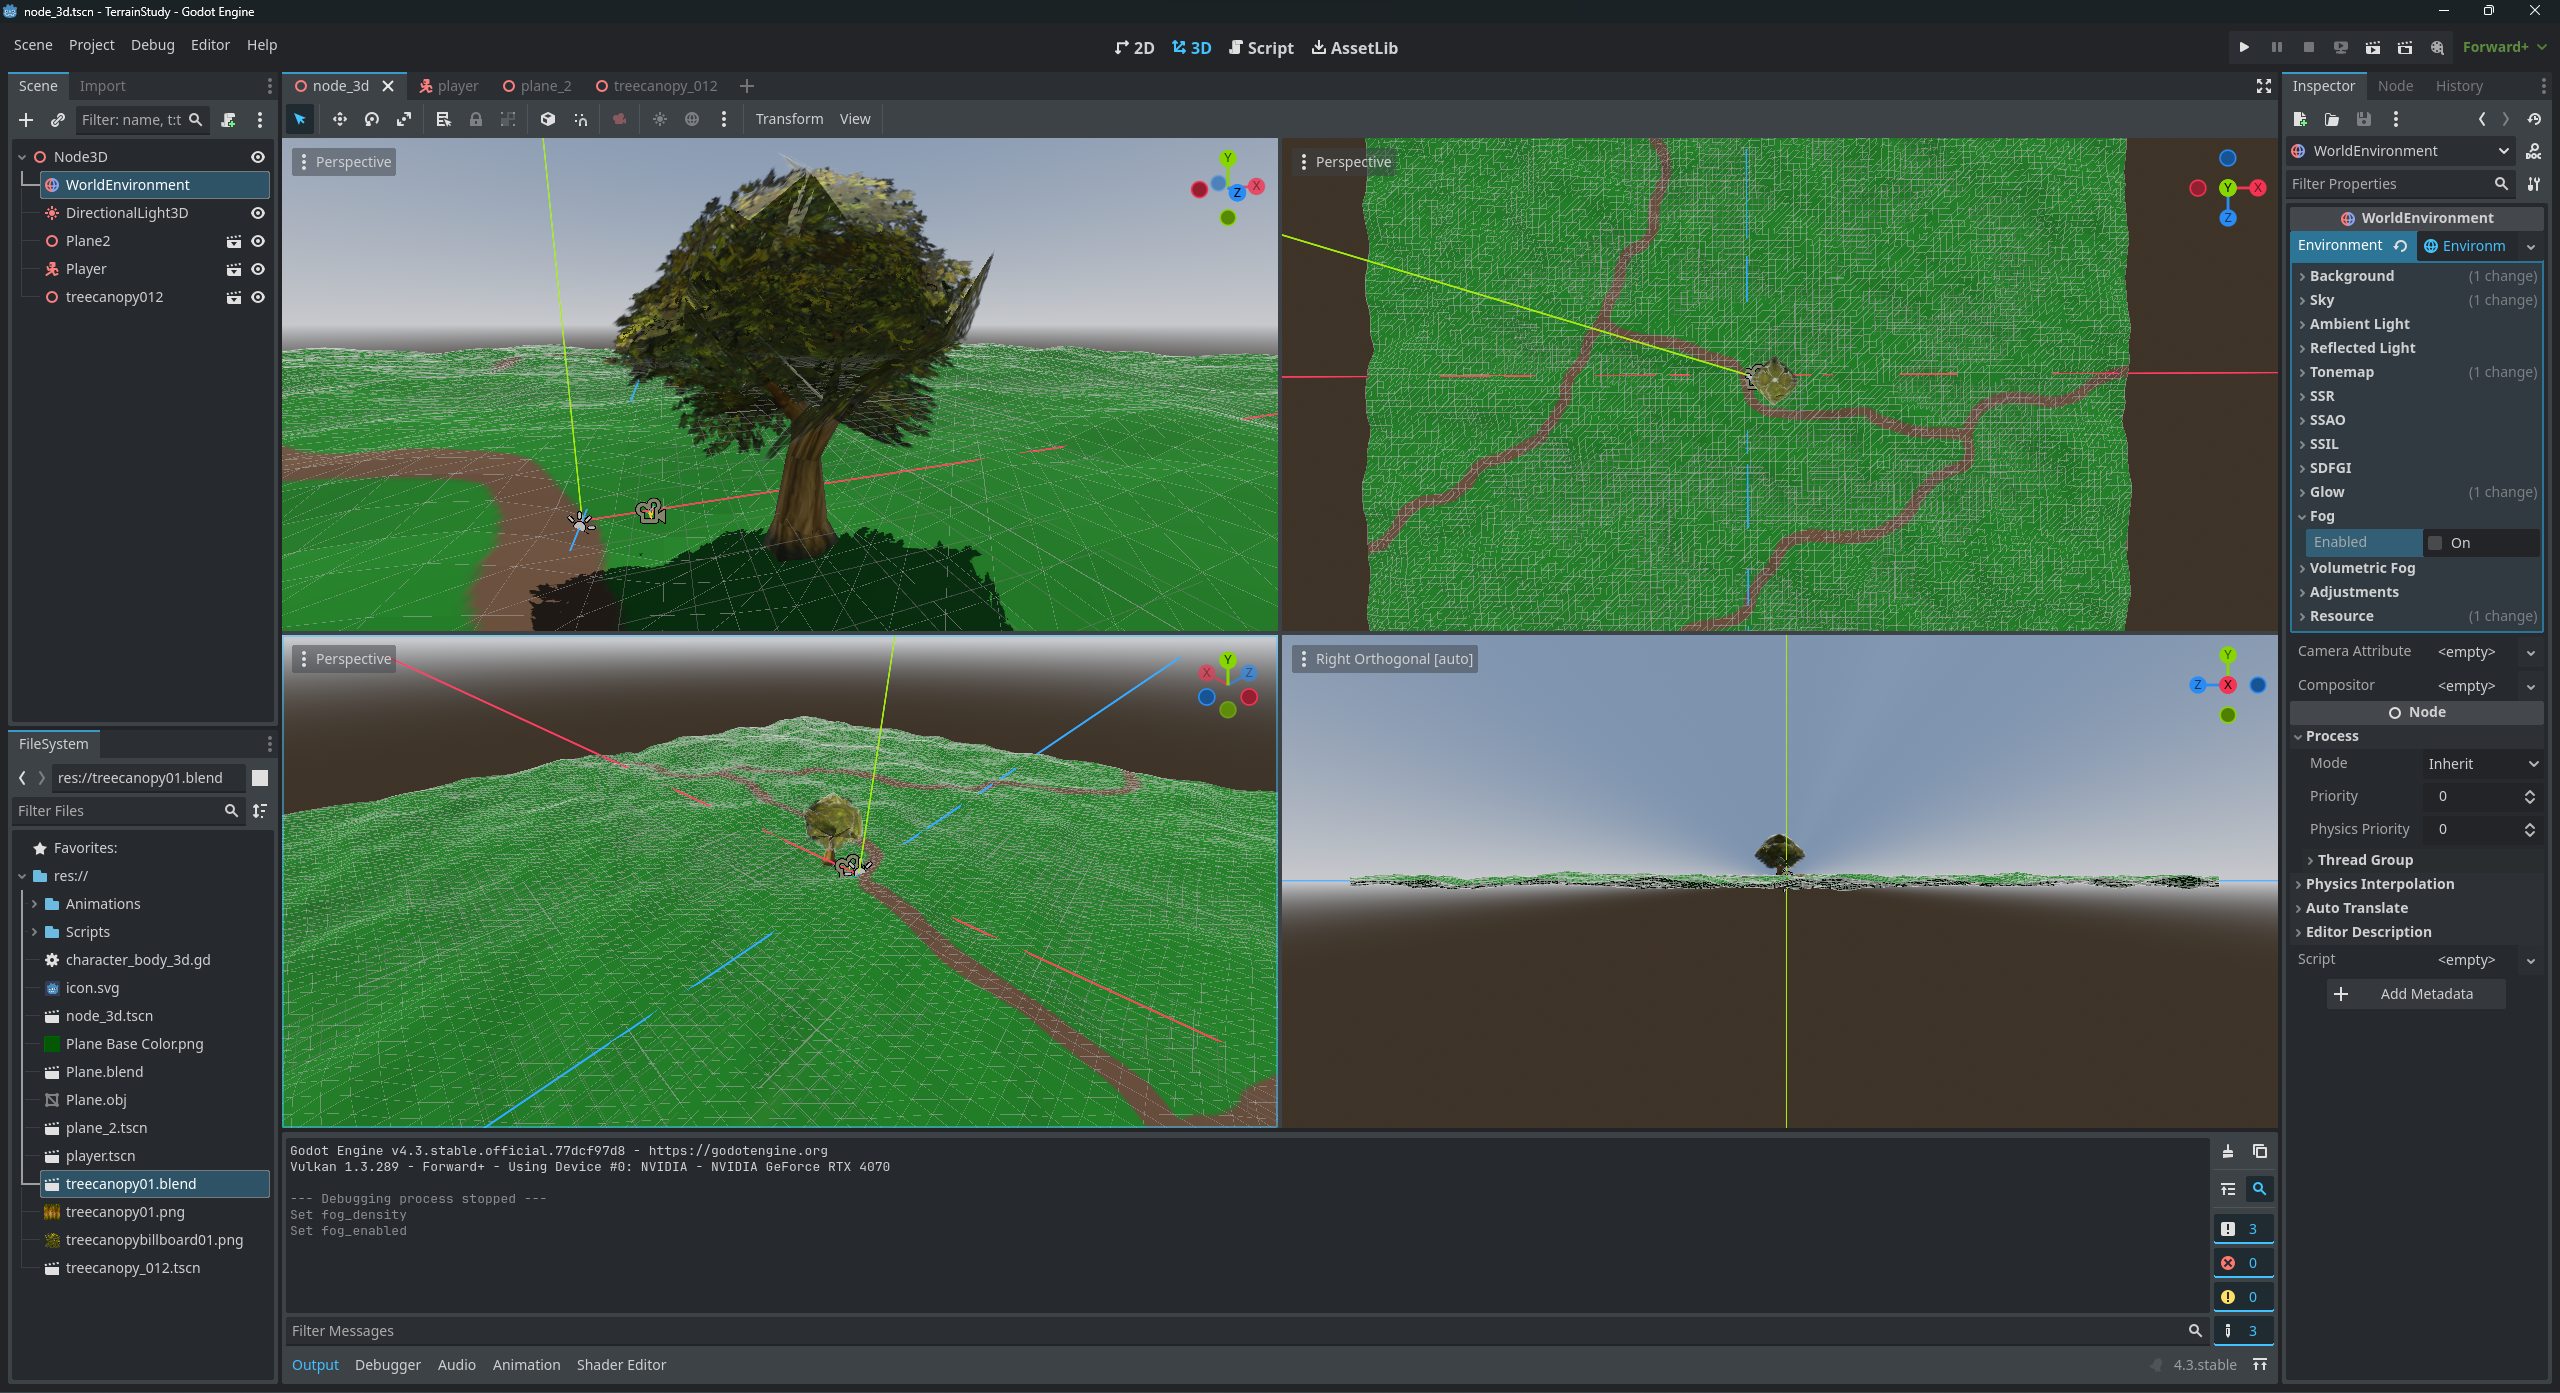 node_3d.tscn - TerrainStudy - Godot Engine
Scene Project Debug Editor Help
2D 3D Script AssetLib
Forward+
Scene Import
node_3d player plane_2 treecanopy_012
Inspector Node History
Filter: name, t:t
Transform View
Node3D
WorldEnvironment
DirectionalLight3D
Plane2
Player
treecanopy012
Perspective
Y
X
Z
Perspective
Y
X
Z
Perspective
Y
X
Z
Right Orthogonal [auto]
Y
Z
X
WorldEnvironment
DOC
Filter Properties
WorldEnvironment
Environment Environm
Background (1 change)
Sky (1 change)
Ambient Light
Reflected Light
Tonemap (1 change)
SSR
SSAO
SSIL
SDFGI
Glow (1 change)
Fog
Enabled On
Volumetric Fog
Adjustments
Resource (1 change)
Camera Attribute <empty>
Compositor <empty>
Node
Process
Mode Inherit
Priority 0
Physics Priority 0
Thread Group
Physics Interpolation
Auto Translate
Editor Description
Script <empty>
Add Metadata
FileSystem
res://treecanopy01.blend
Filter Files
Favorites:
res://
Animations
Scripts
character_body_3d.gd
icon.svg
node_3d.tscn
Plane Base Color.png
Plane.blend
Plane.obj
plane_2.tscn
player.tscn
treecanopy01.blend
treecanopy01.png
treecanopybillboard01.png
treecanopy_012.tscn
Godot Engine v4.3.stable.official.77dcf97d8 - https://godotengine.org
Vulkan 1.3.289 - Forward+ - Using Device #0: NVIDIA - NVIDIA GeForce RTX 4070
--- Debugging process stopped ---
Set fog_density
Set fog_enabled
3
0
0
3
Filter Messages
Output Debugger Audio Animation Shader Editor
4.3.stable